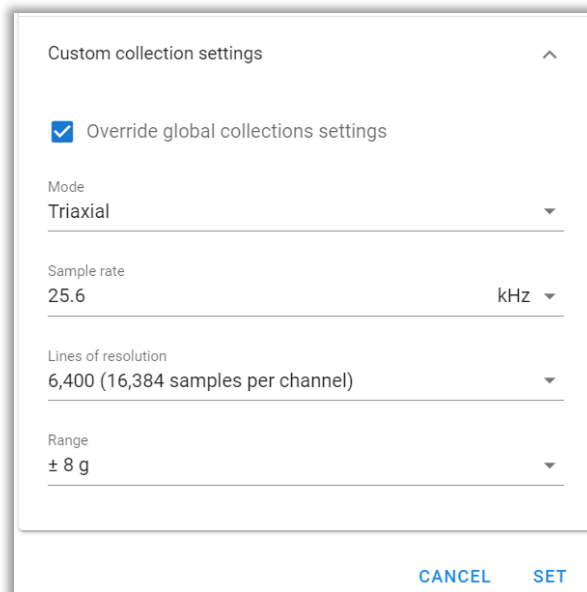 Custom collection settings
Override global collections settings
Mode
Triaxial
Sample rate
25.6 kHz
Lines of resolution
6,400 (16,384 samples per channel)
Range
± 8 g
CANCEL SET